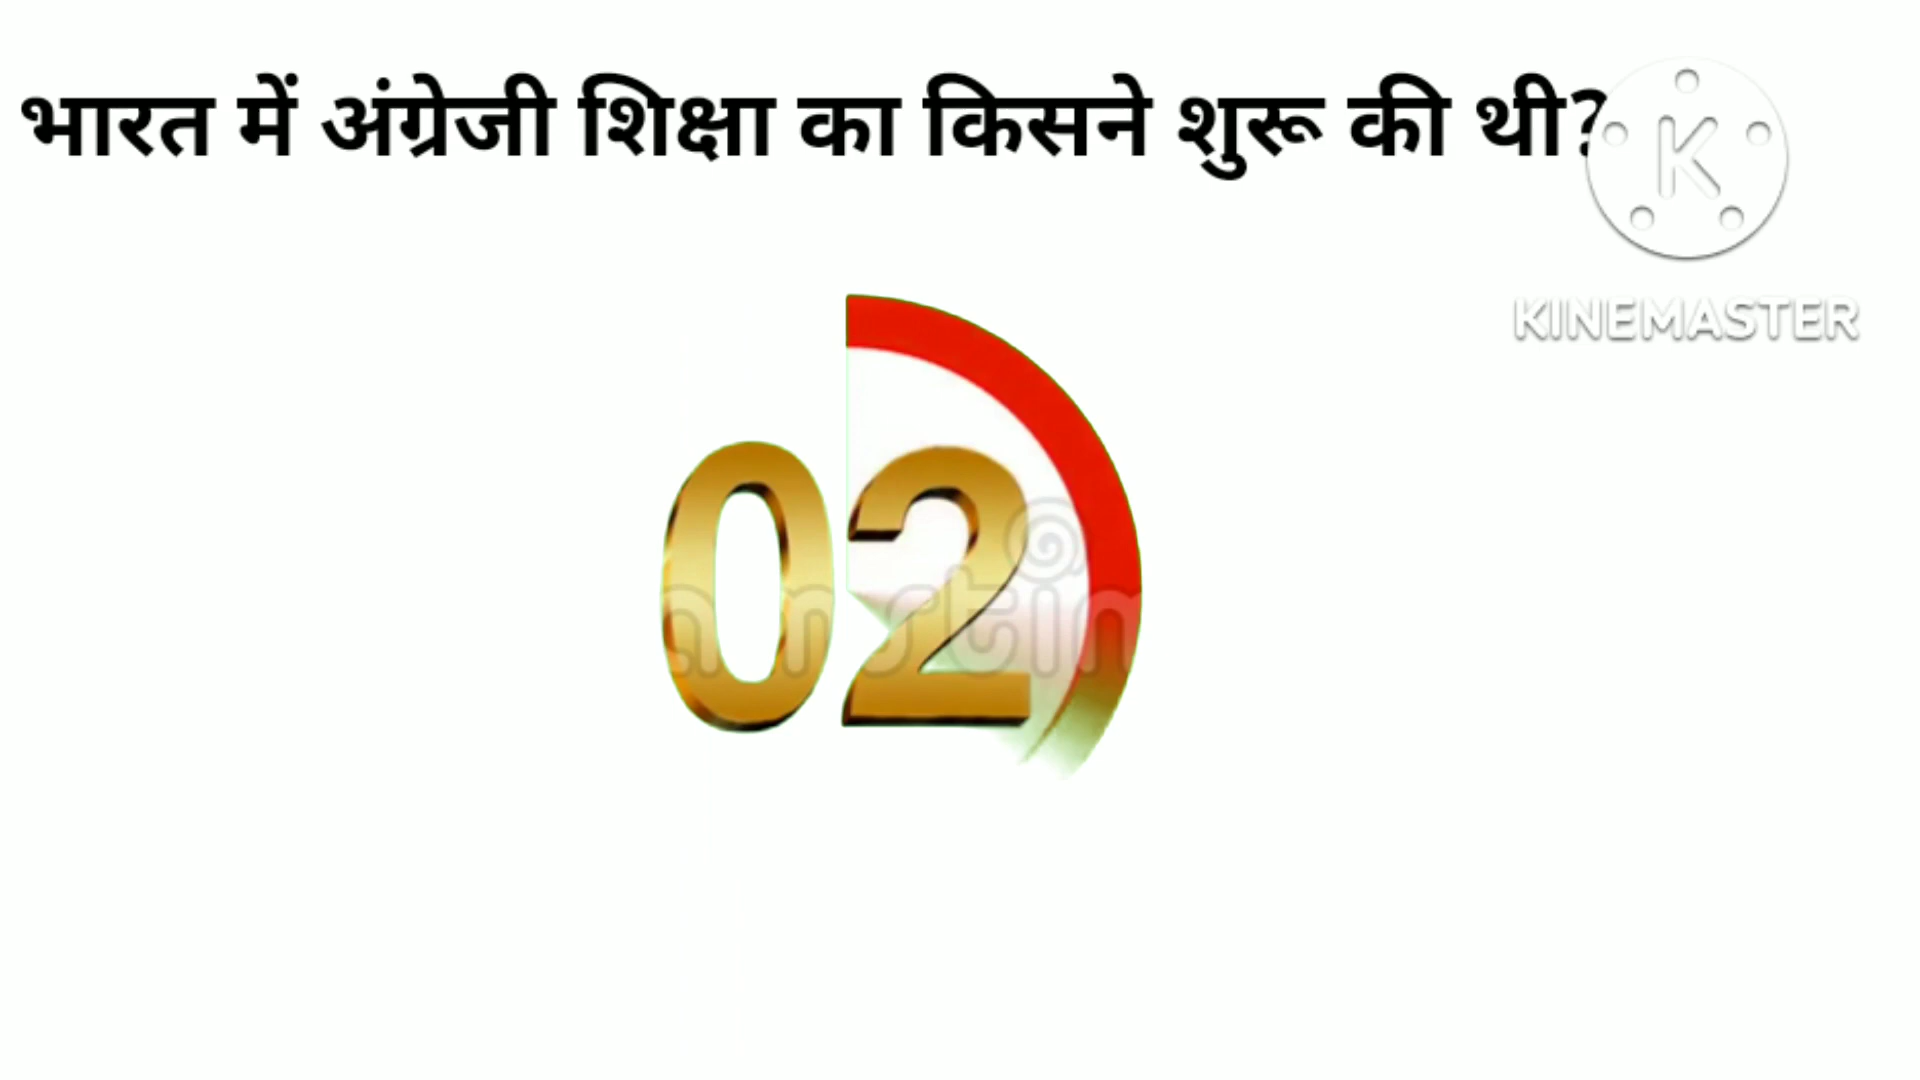 भारत में अंग्रेजी शिक्षा का किसने शुरू की थी?
K
KINEMASTER
02